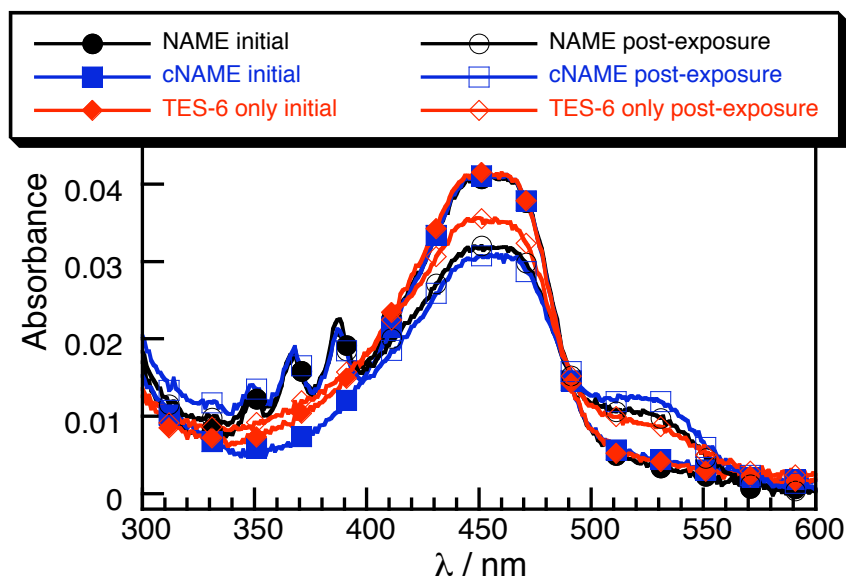 NAME initial
NAME post-exposure
cNAME initial
cNAME post-exposure
TES-6 only initial
TES-6 only post-exposure
Absorbance
0.04
0.03
0.02
0.01
0
300 350 400 450 500 550 600
λ / nm